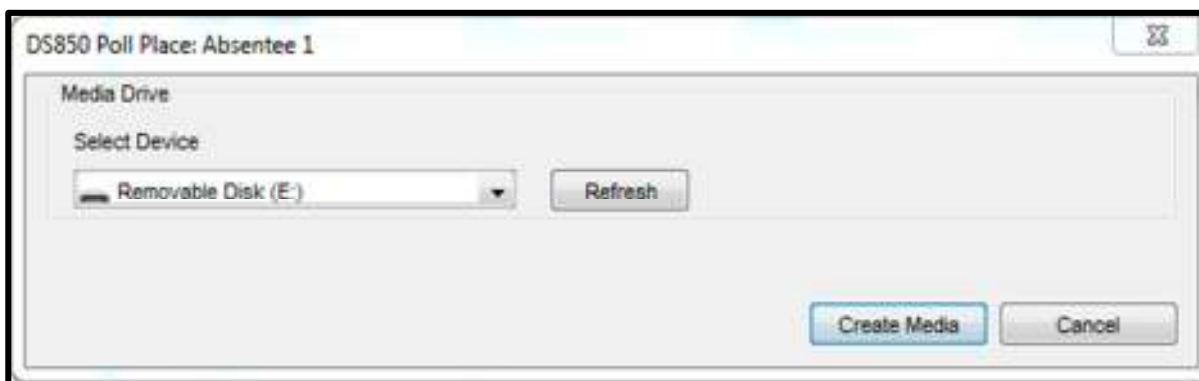 DS850 Poll Place: Absentee 1
Media Drive
Select Device
Removable Disk (E:) Refresh
Create Media Cancel